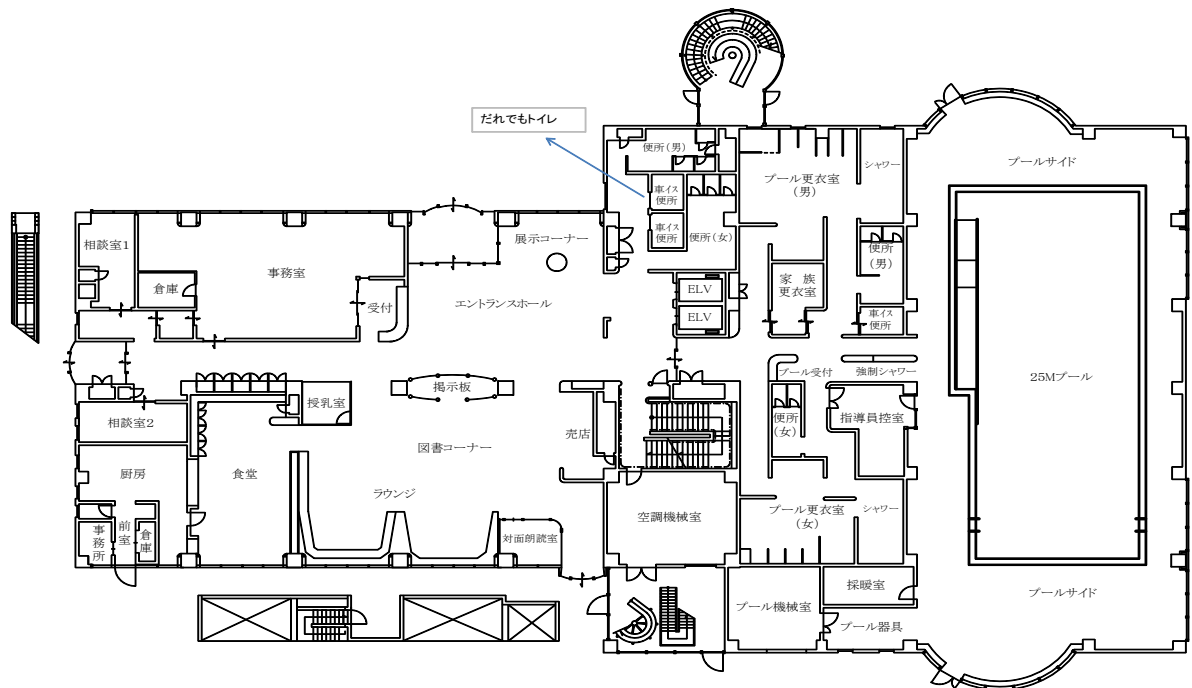 だれでもトイレ
便所(男)
シャワー
プールサイド
プール更衣室
(男)
車イス
便所
車イス
便所
便所(女)
展示コーナー
相談室1
事務室
倉庫
受付
エントランスホール
ELV
ELV
家 族
更衣室
便所
(男)
車イス
便所
プール受付
強制シャワー
25Mプール
掲示板
授乳室
相談室2
売店
便所
(女)
指導員控室
図書コーナー
厨房
食堂
ラウンジ
空調機械室
プール更衣室
(女)
シャワー
事務所
前室
倉庫
対面朗読室
採暖室
プールサイド
プール機械室
プール器具